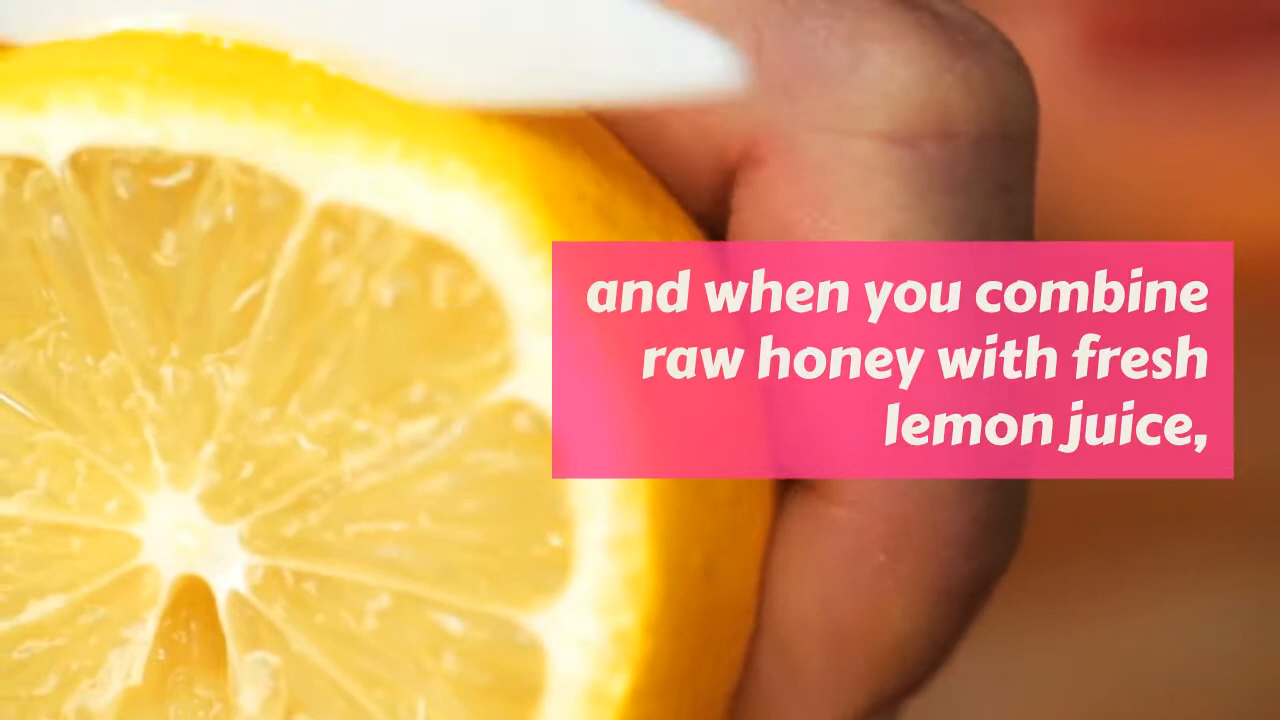 and when you combine
raw honey with fresh
lemon juice,